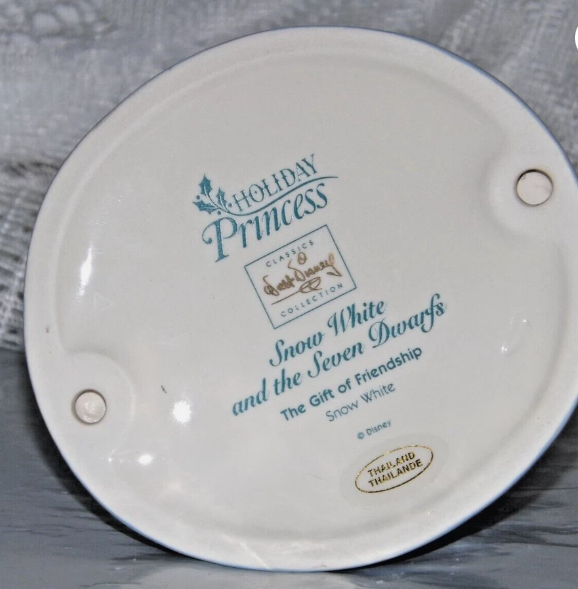 HOLIDAY
Princess
CLASSICS
Walt Disney
COLLECTION
Snow White
and the Seven Dwarfs
The Gift of Friendship
Snow White
© Disney
THAILAND
THAILANDE